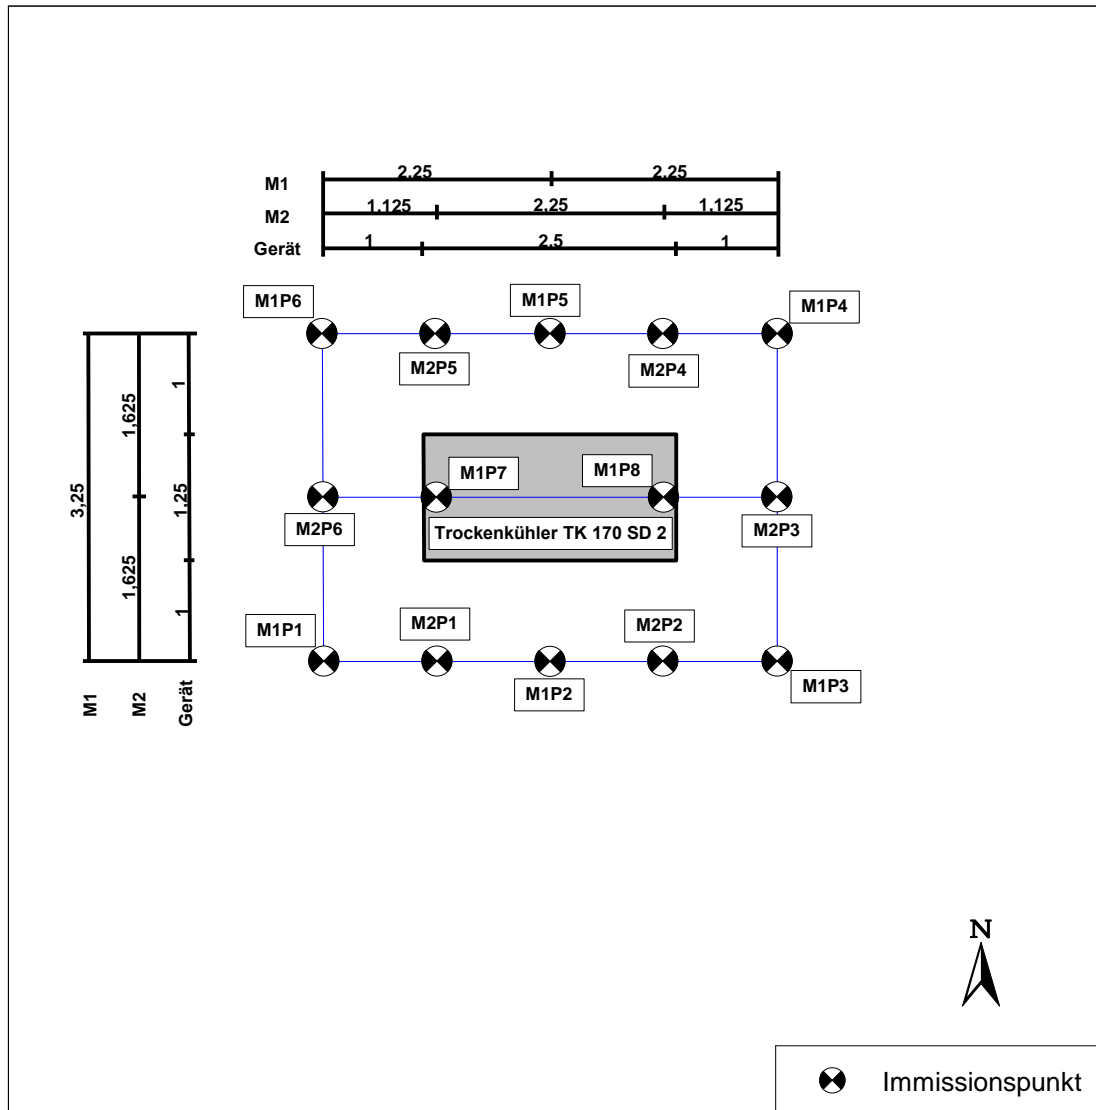 2,25 2,25
M1
1,125 2,25 1,125
M2
1 2,5 1
Gerät
M1P6 M1P5 M1P4
M2P5 M2P4
1 1,625
3,25 1,25
1,625 1
M1 M2 Gerät
M1P7 M1P8
M2P6 M2P3
Trockenkühler TK 170 SD 2
M1P1 M2P1 M2P2
M1P2 M1P3
N
Immissionspunkt